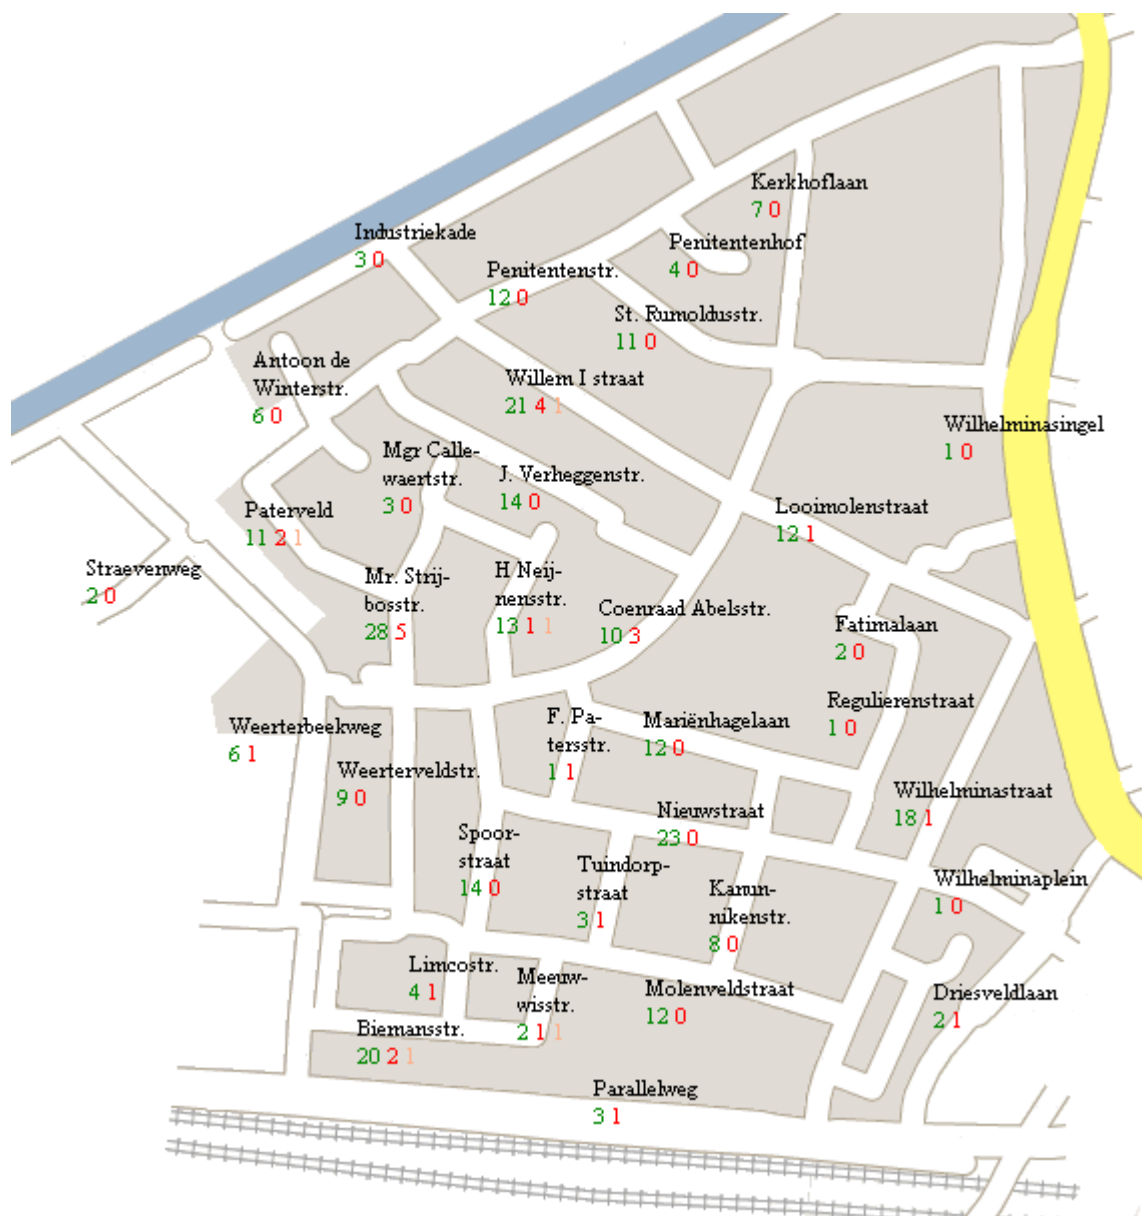 Kerkhoflaan
7 0
Industriekade
3 0
Penitentenhof
4 0
Penitentenstr.
12 0
St. Rumoldusstr.
11 0
Antoon de
Winterstr.
6 0
Willem I straat
21 4 1
Wilhelminasingel
1 0
Mgr Calle-
waertstr.
3 0
J. Verheggenstr.
14 0
Paterveld
11 2 1
Looimolenstraat
12 1
Straevenweg
2 0
Mr. Strij-
bosstr.
28 5
H Neij-
nensstr.
13 1 1
Coenraad Abelsstr.
10 3
Fatimalaan
2 0
Regulierenstraat
1 0
Weerterbeekweg
6 1
F. Pa-
tersstr.
1 1
Mariënhagelaan
12 0
Weerterveldstr.
9 0
Wilhelminastraat
18 1
Nieuwstraat
23 0
Spoor-
straat
14 0
Tuindorp-
straat
3 1
Kanun-
nikenstr.
8 0
Wilhelminaplein
1 0
Limcostr.
4 1
Meeuw-
wisstr.
2 1 1
Molenveldstraat
12 0
Driesveldlaan
2 1
Biemansstr.
20 2 1
Parallelweg
3 1